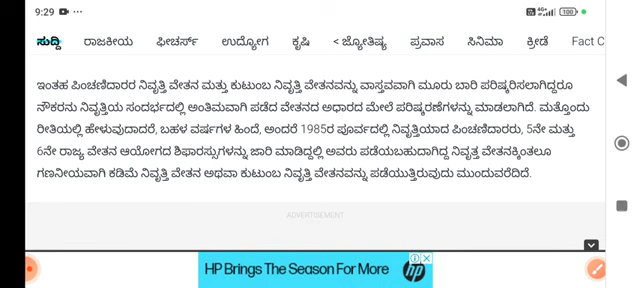 9:29
4G+
100
ಸುದ್ದಿ ರಾಜಕೀಯ ಫೀಚರ್ಸ್ ಉದ್ಯೋಗ ಕೃಷಿ < ಜ್ಯೋತಿಷ್ಯ ಪ್ರವಾಸ ಸಿನಿಮಾ ಕ್ರೀಡೆ Fact C
ಇಂತಹ ಪಿಂಚಣಿದಾರರ ನಿವೃತ್ತಿ ವೇತನ ಮತ್ತು ಕುಟುಂಬ ನಿವೃತ್ತಿ ವೇತನವನ್ನು ವಾಸ್ತವವಾಗಿ ಮೂರು ಬಾರಿ ಪರಿಷ್ಕರಿಸಲಾಗಿದ್ದರೂ
ನೌಕರನು ನಿವೃತ್ತಿಯ ಸಂದರ್ಭದಲ್ಲಿ ಅಂತಿಮವಾಗಿ ಪಡೆದ ವೇತನದ ಆಧಾರದ ಮೇಲೆ ಪರಿಷ್ಕರಣೆಗಳನ್ನು ಮಾಡಲಾಗಿದೆ. ಮತ್ತೊಂದು
ರೀತಿಯಲ್ಲಿ ಹೇಳುವುದಾದರೆ, ಬಹಳ ವರ್ಷಗಳ ಹಿಂದೆ, ಅಂದರೆ 1985ರ ಪೂರ್ವದಲ್ಲಿ ನಿವೃತ್ತಿಯಾದ ಪಿಂಚಣಿದಾರರು, 5ನೇ ಮತ್ತು
6ನೇ ರಾಜ್ಯ ವೇತನ ಆಯೋಗದ ಶಿಫಾರಸ್ಸುಗಳನ್ನು ಜಾರಿ ಮಾಡಿದ್ದಲ್ಲಿ ಅವರು ಪಡೆಯಬಹುದಾಗಿದ್ದ ನಿವೃತ್ತ ವೇತನಕ್ಕಿಂತಲೂ
ಗಣನೀಯವಾಗಿ ಕಡಿಮೆ ನಿವೃತ್ತಿ ವೇತನ ಅಥವಾ ಕುಟುಂಬ ನಿವೃತ್ತಿ ವೇತನವನ್ನು ಪಡೆಯುತ್ತಿರುವುದು ಮುಂದುವರೆದಿದೆ.
ADVERTISEMENT
HP Brings The Season For More hp